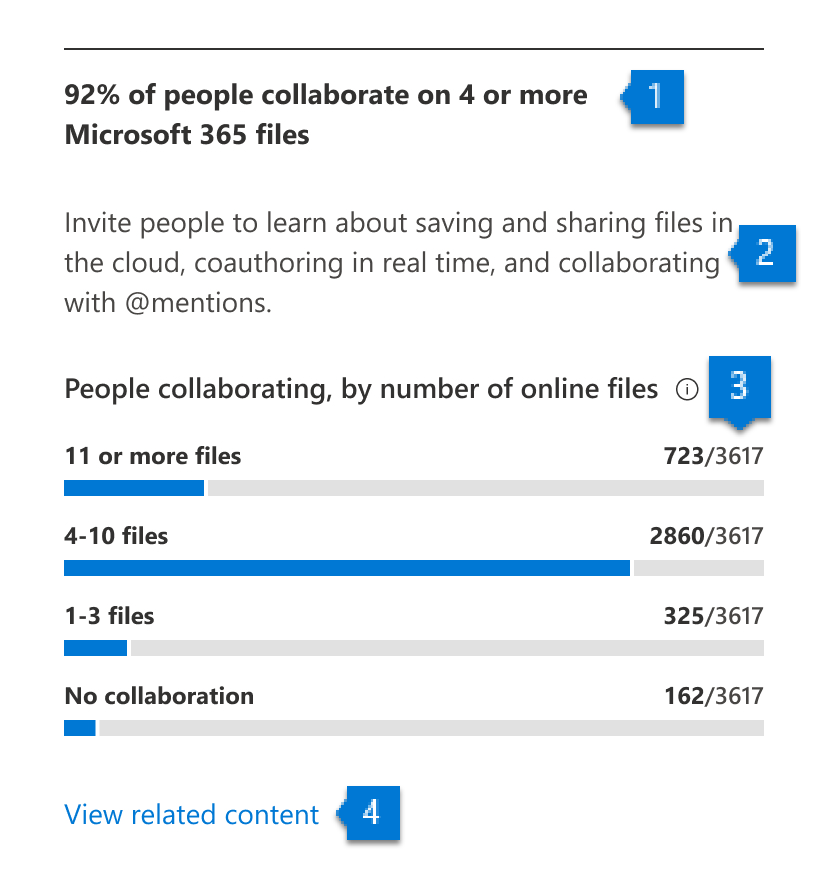 92% of people collaborate on 4 or more
1
Microsoft 365 files
Invite people to learn about saving and sharing files in
the cloud, coauthoring in real time, and collaborating
2
with @mentions.
People collaborating, by number of online files
3
11 or more files 723/3617
4-10 files 2860/3617
1-3 files 325/3617
No collaboration 162/3617
View related content
4